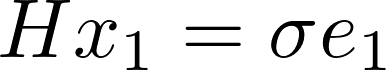 Hx₁ = σe₁